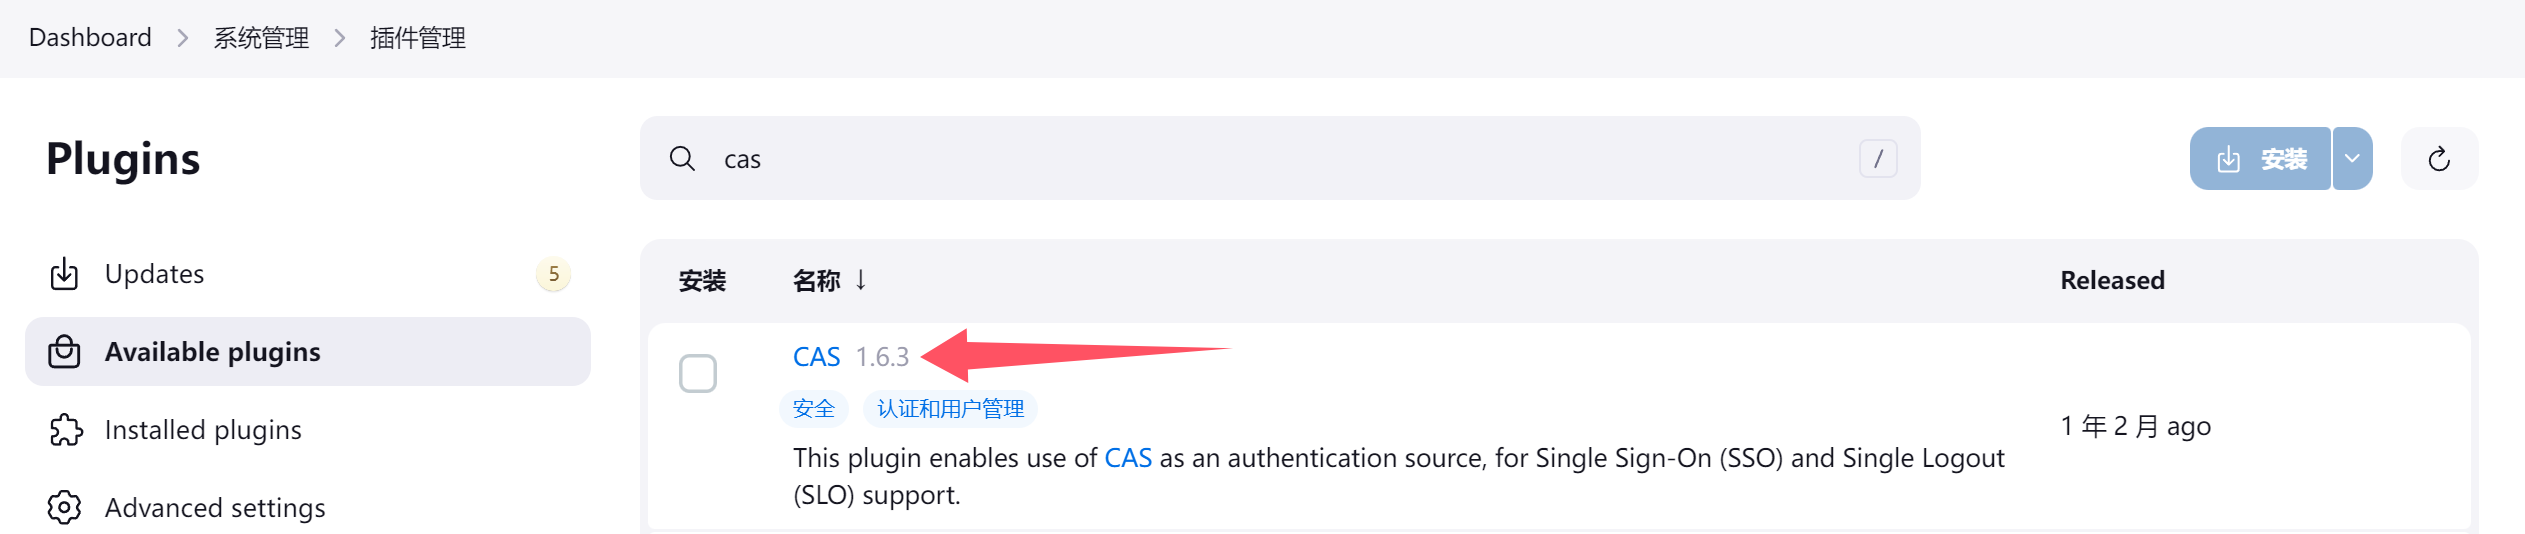 Dashboard > 系统管理 > 插件管理
Plugins
cas
/
安装
Updates 5
Available plugins
Installed plugins
Advanced settings
安装 名称 ↓ Released
CAS 1.6.3
安全 认证和用户管理
This plugin enables use of CAS as an authentication source, for Single Sign-On (SSO) and Single Logout
(SLO) support.
1 年 2 月 ago